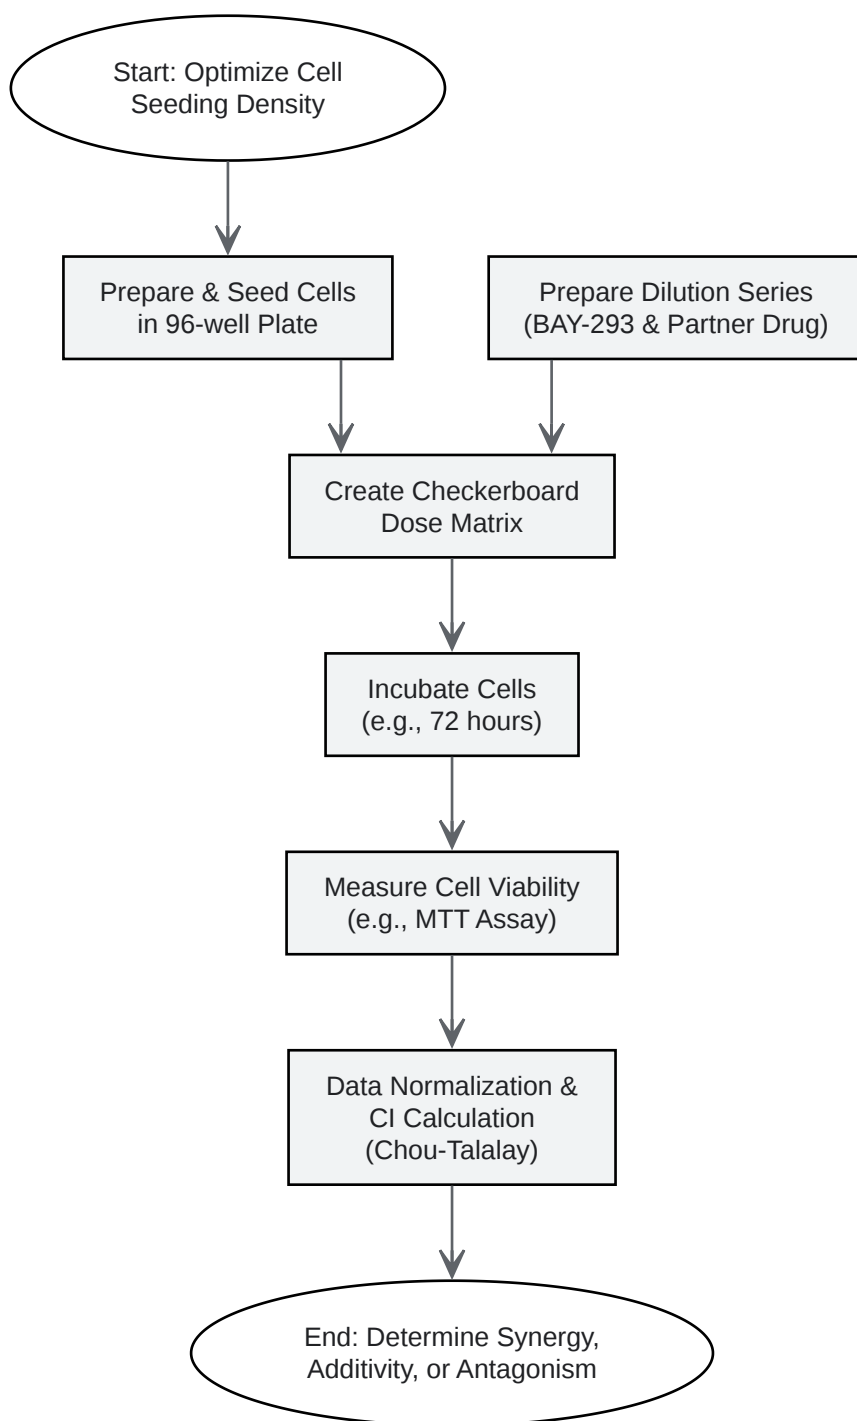 Start: Optimize Cell
Seeding Density
Prepare & Seed Cells
in 96-well Plate
Prepare Dilution Series
(BAY-293 & Partner Drug)
Create Checkerboard
Dose Matrix
Incubate Cells
(e.g., 72 hours)
Measure Cell Viability
(e.g., MTT Assay)
Data Normalization &
CI Calculation
(Chou-Talalay)
End: Determine Synergy,
Additivity, or Antagonism